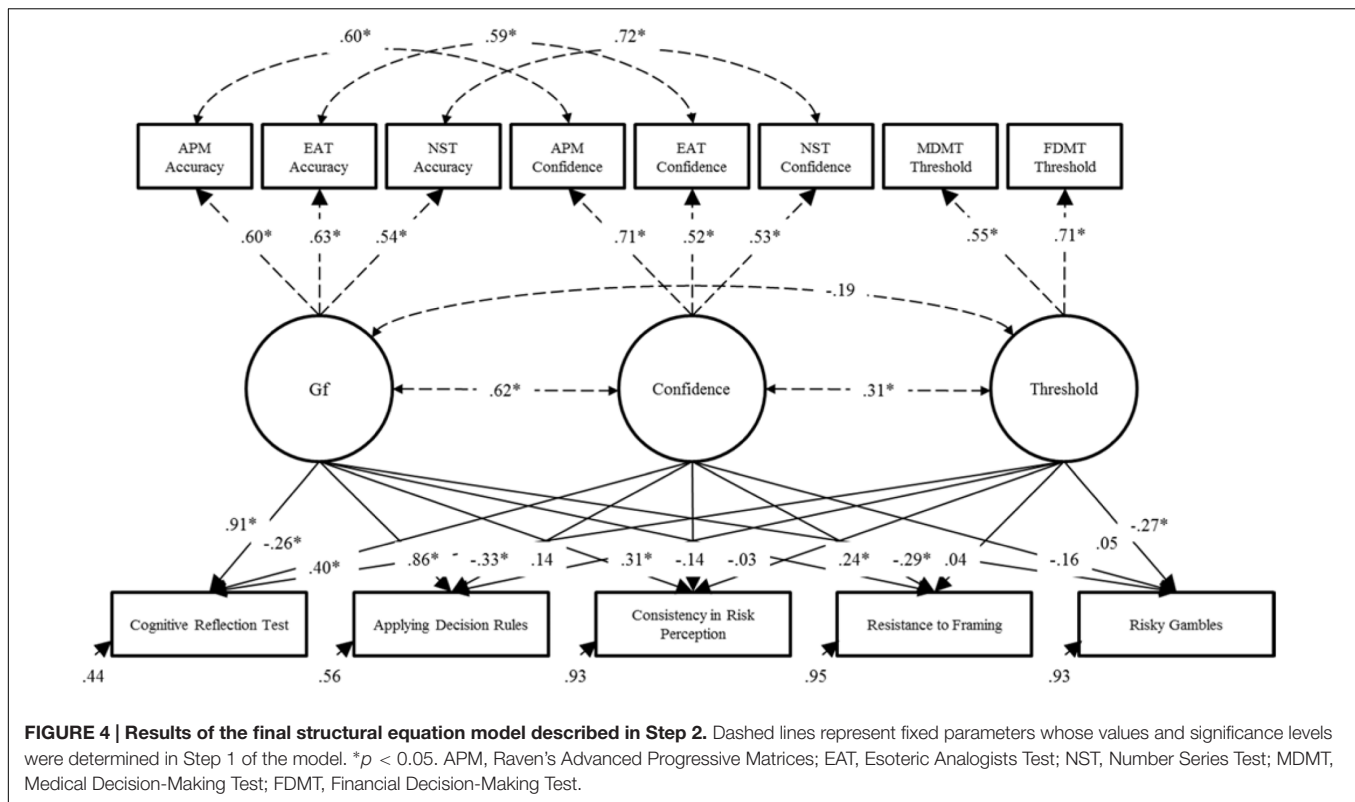 .60* .59* .72*
APM EAT NST APM EAT NST MDMT FDMT
Accuracy Accuracy Accuracy Confidence Confidence Confidence Threshold Threshold
.60* .63* .54* .71* .52* .53* .55* .71*
-.19
Gf .62* Confidence .31* Threshold
.91* -.27*
-.26* .05
.40* .86* -.33* .14 .31* -.14 -.03 .24* -.29* .04 -.16
Cognitive Reflection Test Applying Decision Rules Consistency in Risk Resistance to Framing Risky Gambles
Perception
.44 .56 .93 .95 .93
FIGURE 4 | Results of the final structural equation model described in Step 2. Dashed lines represent fixed parameters whose values and significance levels
were determined in Step 1 of the model. *p < 0.05. APM, Raven's Advanced Progressive Matrices; EAT, Esoteric Analogists Test; NST, Number Series Test; MDMT,
Medical Decision-Making Test; FDMT, Financial Decision-Making Test.